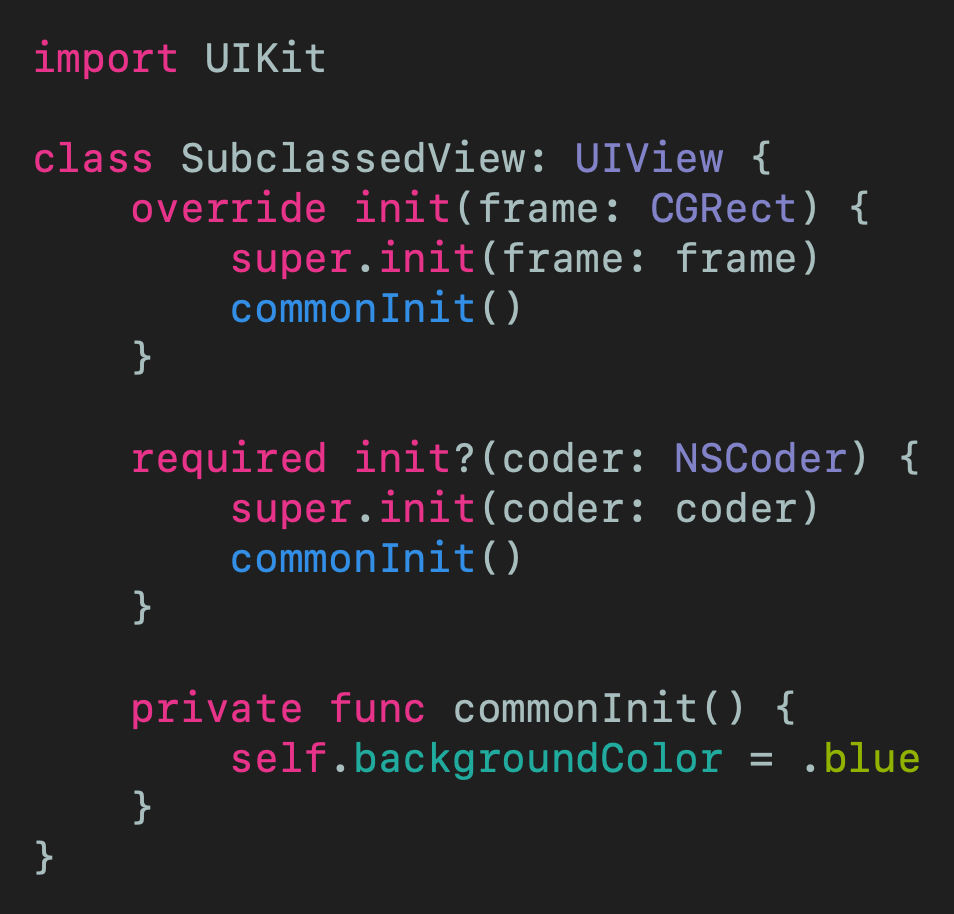 import UIKit

class SubclassedView: UIView {
    override init(frame: CGRect) {
        super.init(frame: frame)
        commonInit()
    }

    required init?(coder: NSCoder) {
        super.init(coder: coder)
        commonInit()
    }

    private func commonInit() {
        self.backgroundColor = .blue
    }
}